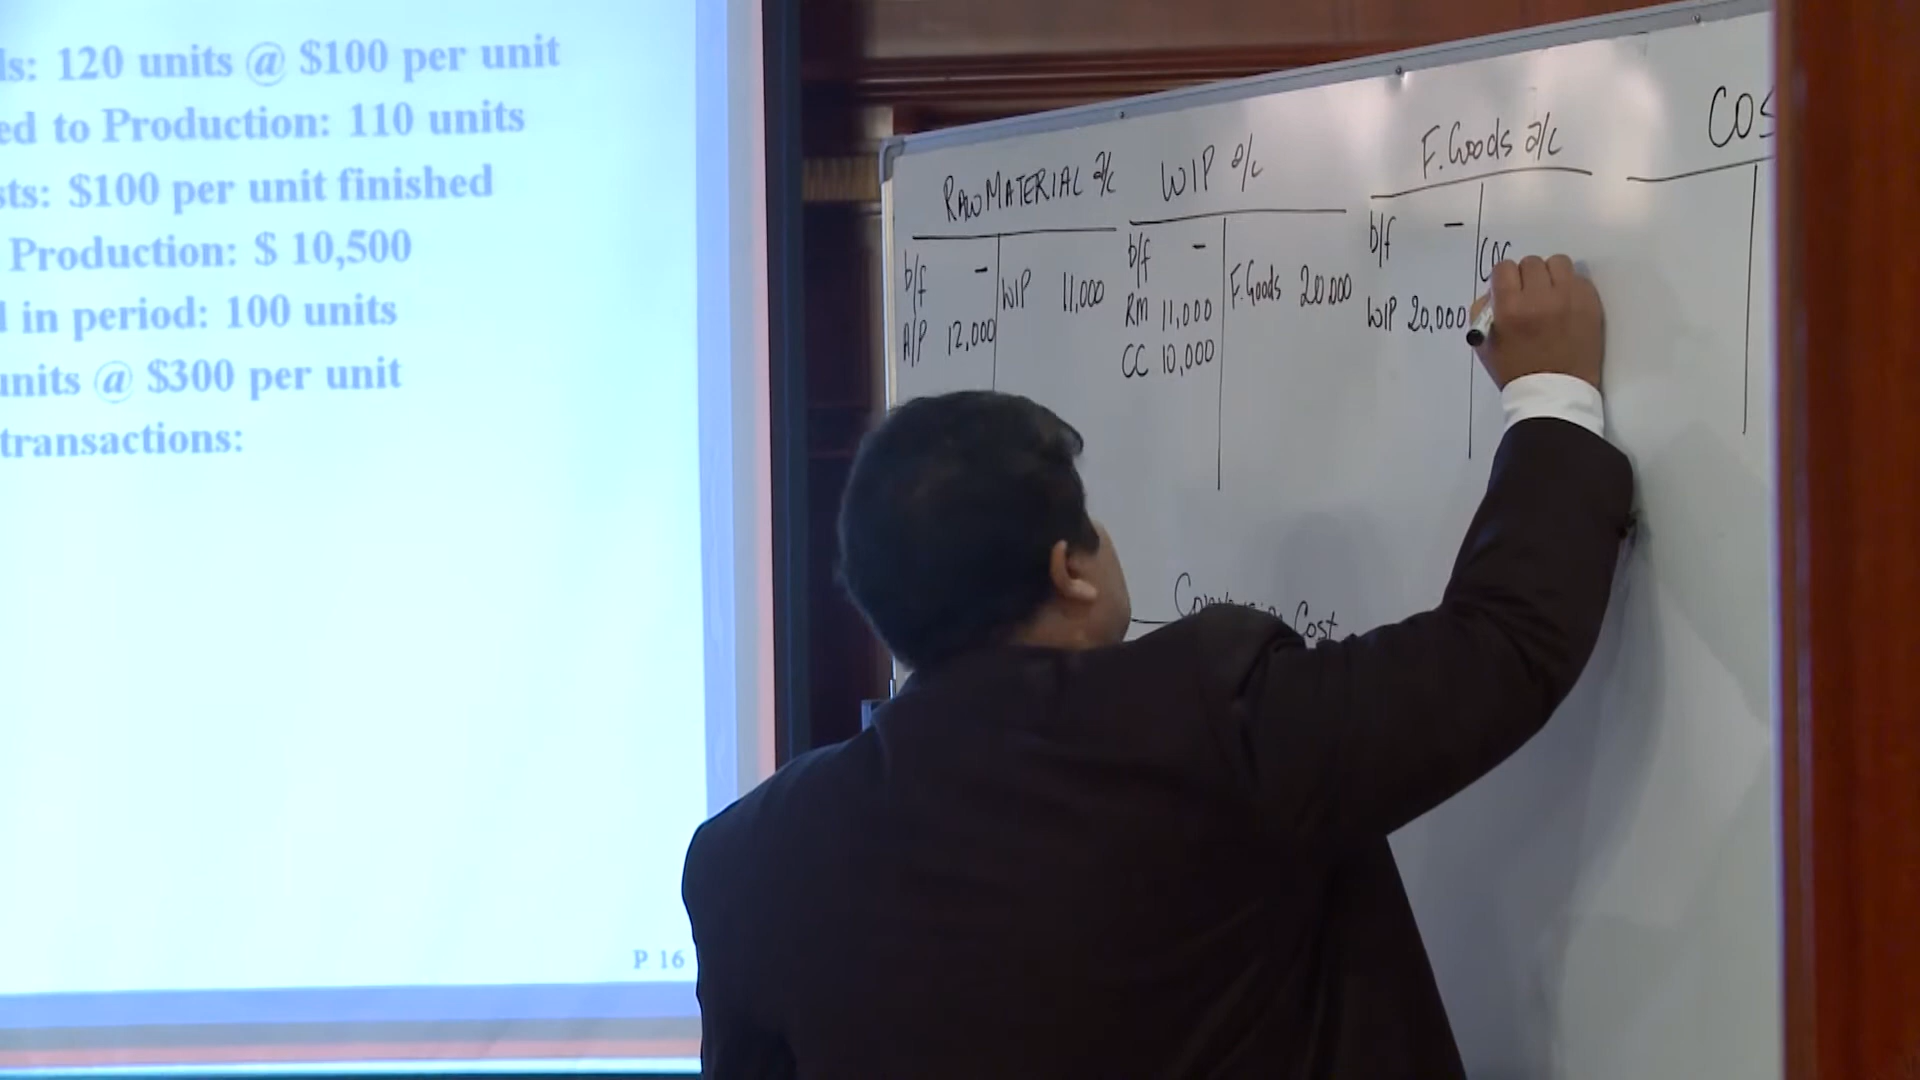 ls: 120 units @ $100 per unit
ed to Production: 110 units
sts: $100 per unit finished
Production: $ 10,500
in period: 100 units
units @ $300 per unit
transactions:
P 16
RAW MATERIAL a/c
b/f -
A/P 12,000
WIP 11,000
WIP a/c
b/f -
RM 11,000
CC 10,000
F.Goods 20.000
F.Goods a/c
b/f -
WIP 20,000
COS
Cost